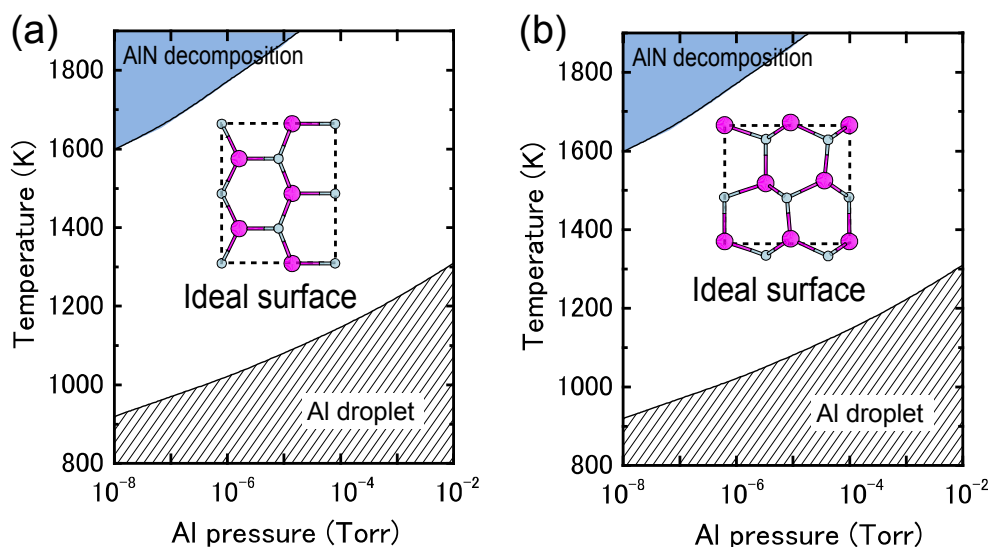 (a)
AlN decomposition
1800
1600
1400
1200
1000
800
Temperature (K)
Ideal surface
Al droplet
10⁻⁸
10⁻⁶
10⁻⁴
10⁻²
Al pressure (Torr)
(b)
AlN decomposition
1800
1600
1400
1200
1000
800
Temperature (K)
Ideal surface
Al droplet
10⁻⁸
10⁻⁶
10⁻⁴
10⁻²
Al pressure (Torr)